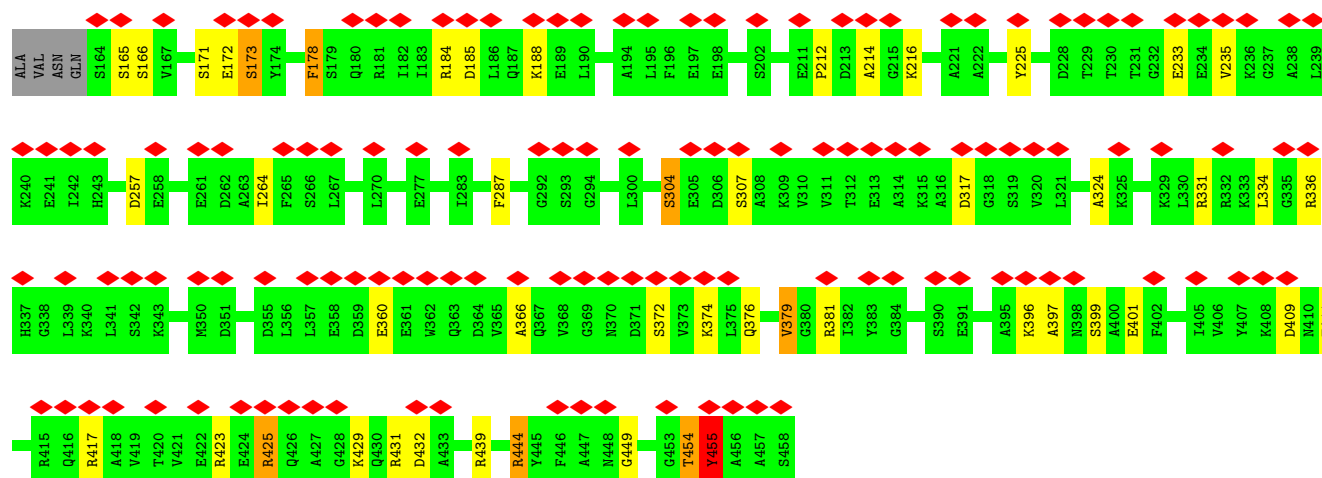 ALA VAL ASN GLN S164 S165 S166 V167 S171 E172 S173 Y174 F178 S179 Q180 R181 I182 I183 R184 D185 L186 Q187 K188 E189 L190 A194 L195 F196 E197 E198 S202 E211 P212 D213 A214 G215 K216 A221 A222 Y225 D228 T229 T230 T231 G232 E233 E234 V235 K236 G237 A238 L239
K240 E241 I242 H243 D257 E258 E261 D262 A263 I264 F265 S266 L267 L270 E277 I283 F287 G292 S293 G294 L300 S304 E305 D306 S307 A308 K309 V310 V311 T312 E313 A314 K315 A316 D317 G318 S319 V320 L321 A324 K325 K329 L330 R331 R332 K333 L334 G335 R336
H337 G338 L339 K340 L341 S342 K343 M350 D351 D355 L356 L357 E358 D359 E360 E361 W362 Q363 D364 V365 A366 Q367 V368 G369 N370 D371 S372 V373 K374 L375 Q376 V379 G380 R381 I382 Y383 G384 S390 E391 A395 K396 A397 N398 S399 A400 E401 F402 I405 V406 Y407 K408 D409 N410
R415 Q416 R417 A418 V419 T420 V421 E422 R423 E424 R425 Q426 A427 G428 K429 Q430 R431 D432 A433 R439 R444 Y445 F446 A447 N448 G449 G453 T454 Y455 A456 A457 S458